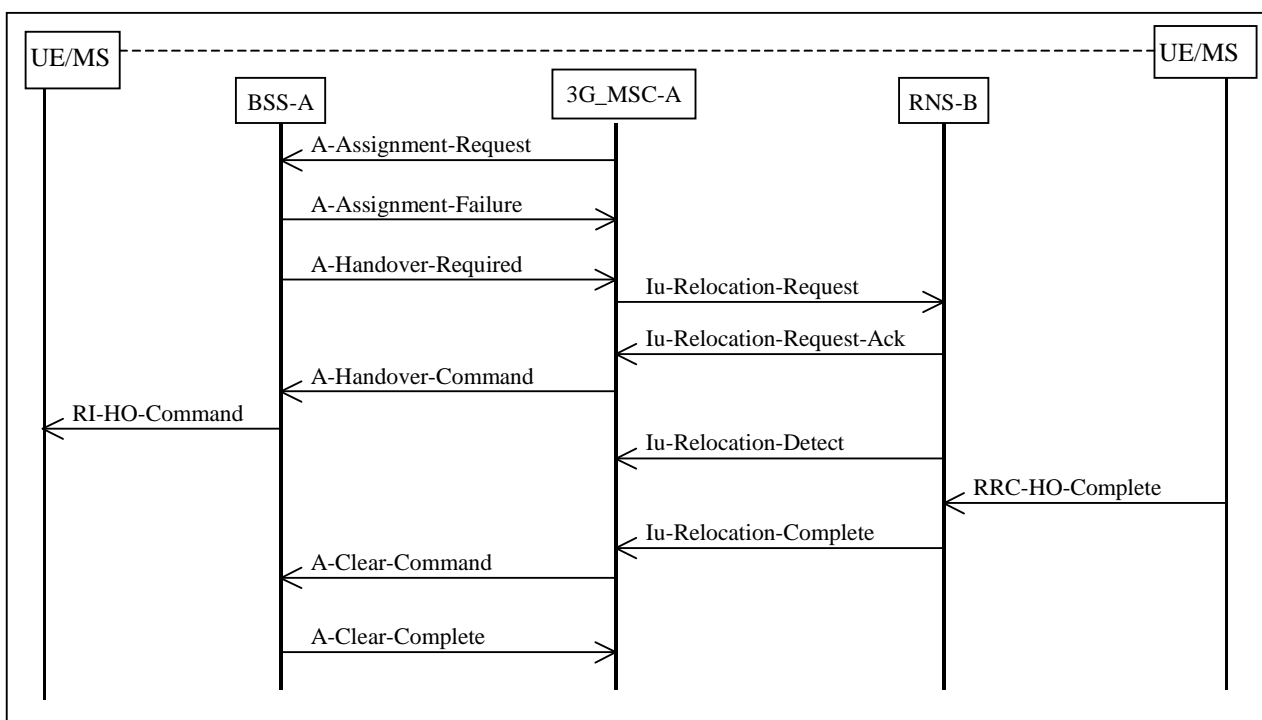 UE/MS
UE/MS
BSS-A
3G_MSC-A
RNS-B
A-Assignment-Request
A-Assignment-Failure
A-Handover-Required
Iu-Relocation-Request
Iu-Relocation-Request-Ack
A-Handover-Command
RI-HO-Command
Iu-Relocation-Detect
RRC-HO-Complete
Iu-Relocation-Complete
A-Clear-Command
A-Clear-Complete